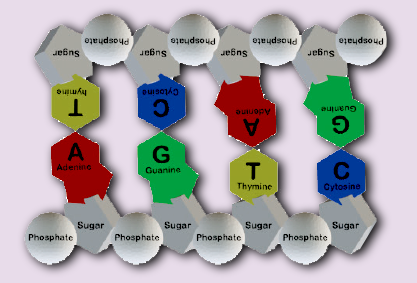 Sugar Phosphate Sugar Phosphate Sugar Phosphate Sugar Phosphate
Thymine Cytosine Adenine Guanine
T C A G
A G T C
Adenine Guanine Thymine Cytosine
Phosphate Sugar Phosphate Sugar Phosphate Sugar Phosphate Sugar